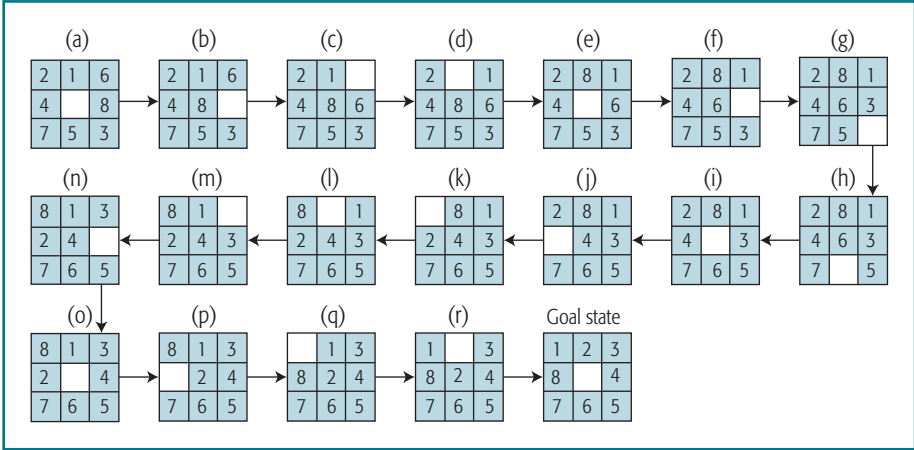 (a) (b) (c) (d) (e) (f) (g)
2 1 6 2 1 6 2 1 2 1 2 8 1 2 8 1 2 8 1
4 8 4 8 4 8 6 4 8 6 4 6 4 6 4 6 3
7 5 3 7 5 3 7 5 3 7 5 3 7 5 3 7 5 3 7 5
(n) (m) (l) (k) (j) (i) (h)
8 1 3 8 1 8 1 8 1 2 8 1 2 8 1 2 8 1
2 4 2 4 3 2 4 3 2 4 3 4 3 4 3 4 6 3
7 6 5 7 6 5 7 6 5 7 6 5 7 6 5 7 6 5 7 5
(o) (p) (q) (r) Goal state
8 1 3 8 1 3 1 3 1 3 1 2 3
2 4 2 4 8 2 4 8 2 4 8 4
7 6 5 7 6 5 7 6 5 7 6 5 7 6 5